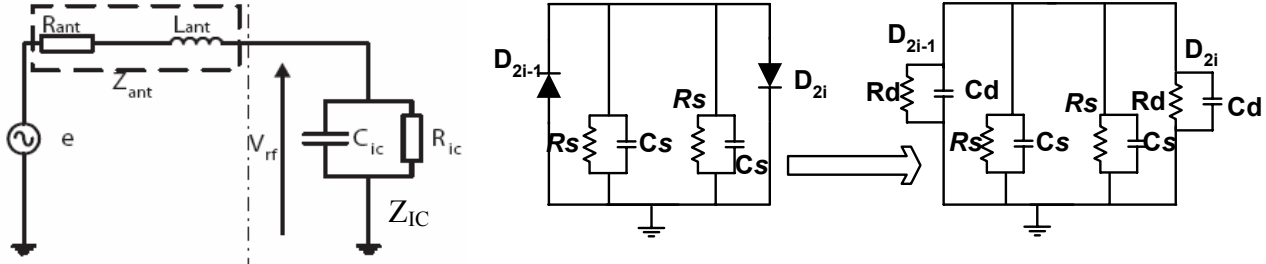 Rant
Lant
Zant
e
Vrf
Cic
Ric
ZIC
D2i-1
D2i
Rs
Rs
Cs
Cs
D2i-1
D2i
Rd
Cd
Rs
Rd
Cd
Rs
Cs
Cs